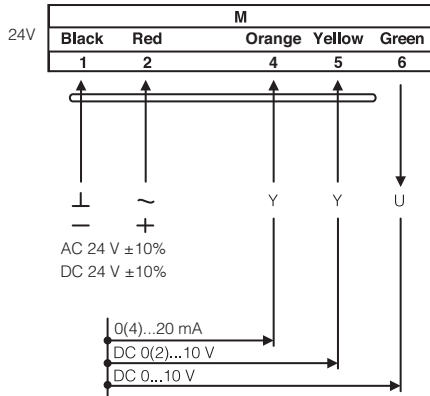 M
24V
Black Red Orange Yellow Green
1 2 4 5 6
⊥ ~ Y Y U
− +
AC 24 V ±10%
DC 24 V ±10%
0(4)...20 mA
DC 0(2)...10 V
DC 0...10 V